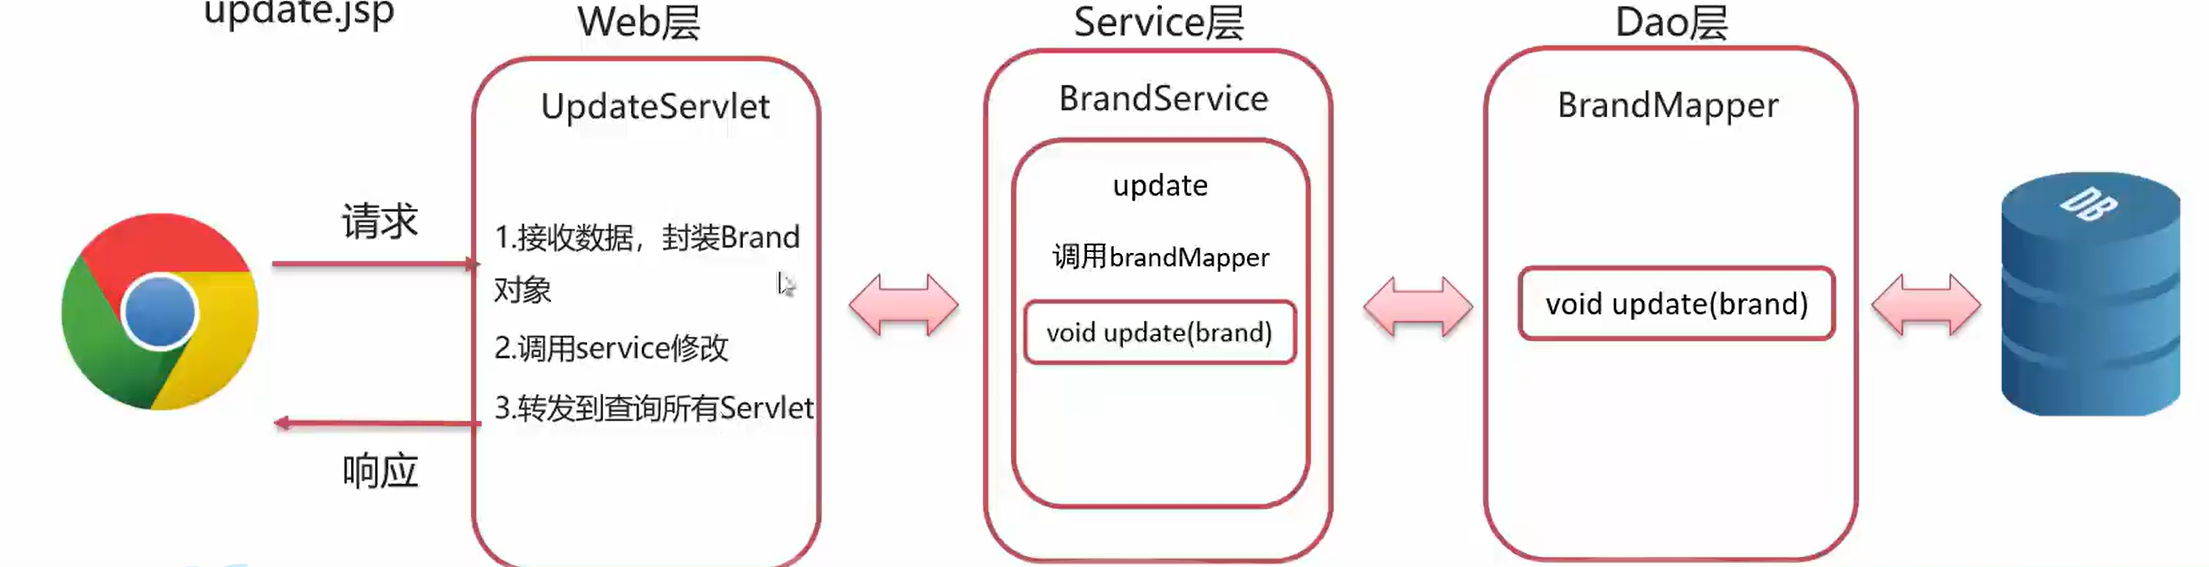 update.jsp
Web层
Service层
Dao层
UpdateServlet
BrandService
BrandMapper
请求
响应
1.接收数据，封装Brand
对象
2.调用service修改
3.转发到查询所有Servlet
update
调用brandMapper
void update(brand)
void update(brand)
DB